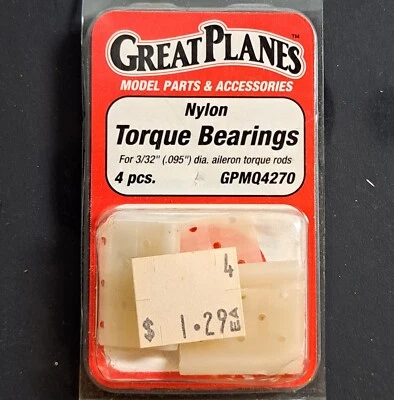 GREAT PLANES™
MODEL PARTS & ACCESSORIES
Nylon
Torque Bearings
For 3/32" (.095") dia. aileron torque rods
4 pcs. GPMQ4270
4
$ 1.29 EA